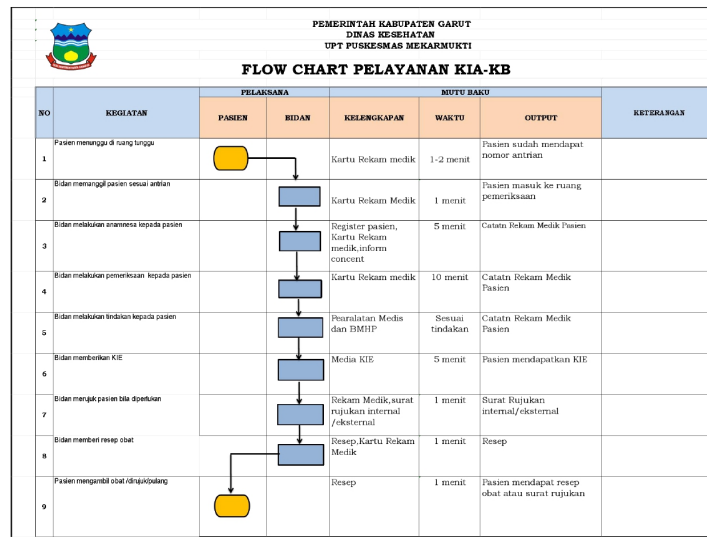 PEMERINTAH KABUPATEN GARUT
DINAS KESEHATAN
UPT PUSKESMAS MEKARMUKTI
FLOW CHART PELAYANAN KIA-KB
NO
KEGIATAN
PELAKSANA
MUTU BAKU
KETERANGAN
PASIEN
BIDAN
KELENGKAPAN
WAKTU
OUTPUT
1
Pasien menunggu di ruang tunggu
Kartu Rekam medik
1-2 menit
Pasien sudah mendapat
nomor antrian
2
Bidan memanggil pasien sesuai antrian
Kartu Rekam Medik
1 menit
Pasien masuk ke ruang
pemeriksaan
3
Bidan melakukan anamnesa kepada pasien
Register pasien,
Kartu Rekam
medik,inform
concent
5 menit
Catatn Rekam Medik Pasien
4
Bidan melakukan pemeriksaan kepada pasien
Kartu Rekam medik
10 menit
Catatn Rekam Medik
Pasien
5
Bidan melakukan tindakan kepada pasien
Pearalatan Medis
dan BMHP
Sesuai
tindakan
Catatn Rekam Medik
Pasien
6
Bidan memberikan KIE
Media KIE
5 menit
Pasien mendapatkan KIE
7
Bidan merujuk pasien bila diperlukan
Rekam Medik,surat
rujukan internal
/eksternal
1 menit
Surat Rujukan
internal/eksternal
8
Bidan memberi resep obat
Resep,Kartu Rekam
Medik
1 menit
Resep
9
Pasien mengambil obat /dirujuk/pulang
Resep
1 menit
Pasien mendapat resep
obat atau surat rujukan